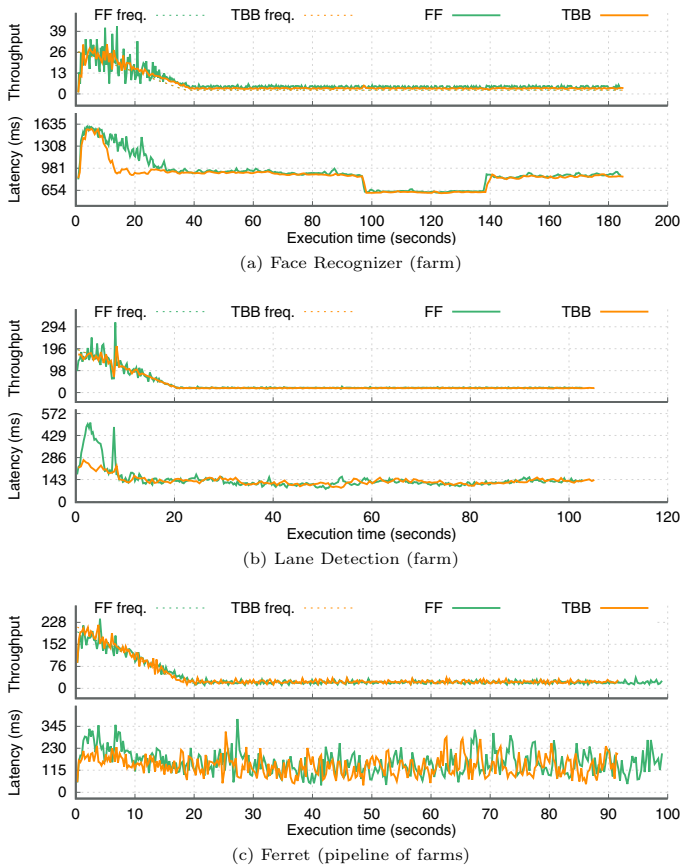 FF freq. TBB freq. FF TBB
Throughput
39
26
13
0
Latency (ms)
1635
1308
981
654
0 20 40 60 80 100 120 140 160 180 200
Execution time (seconds)
(a) Face Recognizer (farm)
FF freq. TBB freq. FF TBB
Throughput
294
196
98
0
Latency (ms)
572
429
286
143
0
0 20 40 60 80 100 120
Execution time (seconds)
(b) Lane Detection (farm)
FF freq. TBB freq. FF TBB
Throughput
228
152
76
0
Latency (ms)
345
230
115
0
0 10 20 30 40 50 60 70 80 90 100
Execution time (seconds)
(c) Ferret (pipeline of farms)